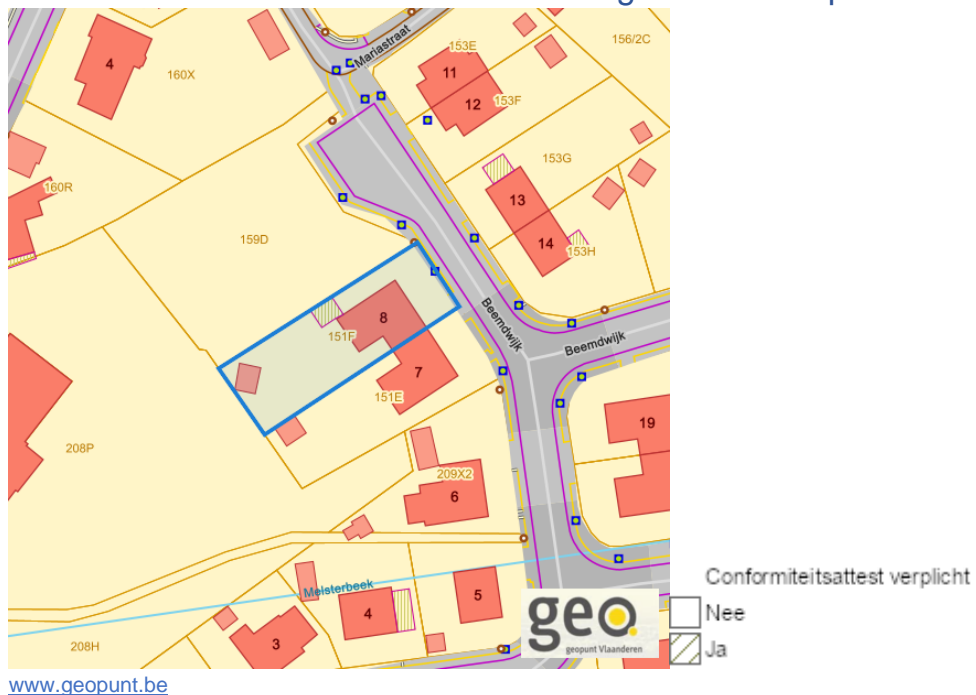 Mariastraat
153E
156/2C
4
160X
11
12
153F
153G
160R
13
159D
14
153H
Beemdwijk
8
151F
Beemdwijk
7
151E
19
208P
209X2
6
Meisterbeek
5
4
3
208H
geo.
geopunt Vlaanderen
Conformiteitsattest verplicht
Nee
Ja
www.geopunt.be